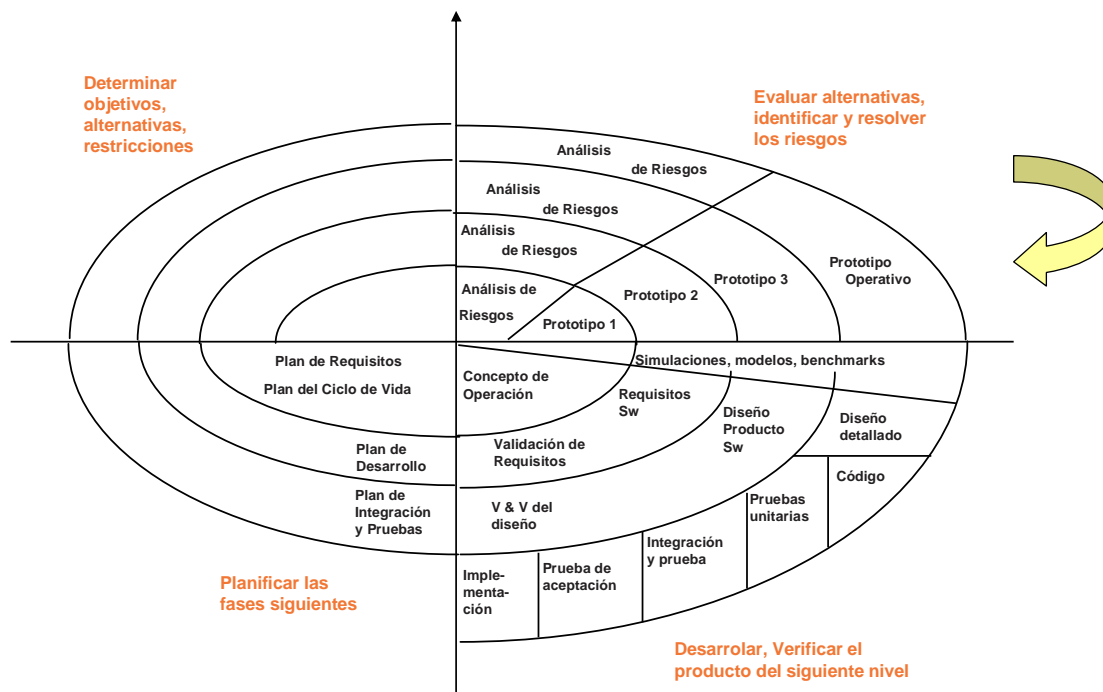 Determinar
objetivos,
alternativas,
restricciones
Evaluar alternativas,
identificar y resolver
los riesgos
Análisis
de Riesgos
Análisis
de Riesgos
Análisis
de Riesgos
Análisis de
Riesgos
Prototipo 1
Prototipo 2
Prototipo 3
Prototipo
Operativo
Simulaciones, modelos, benchmarks
Plan de Requisitos
Plan del Ciclo de Vida
Concepto de
Operación
Requisitos
Sw
Diseño
Producto
Sw
Diseño
detallado
Plan de
Desarrollo
Validación de
Requisitos
Código
Plan de
Integración
y Pruebas
V & V del
diseño
Pruebas
unitarias
Integración
y prueba
Prueba de
aceptación
Imple-
menta-
ción
Planificar las
fases siguientes
Desarrolar, Verificar el
producto del siguiente nivel